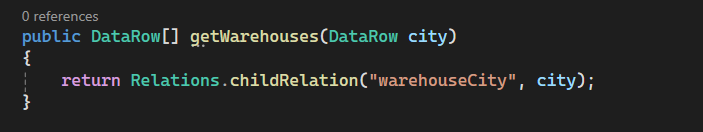 0 references
public DataRow[] getWarehouses(DataRow city)
{
    return Relations.childRelation("warehouseCity", city);
}